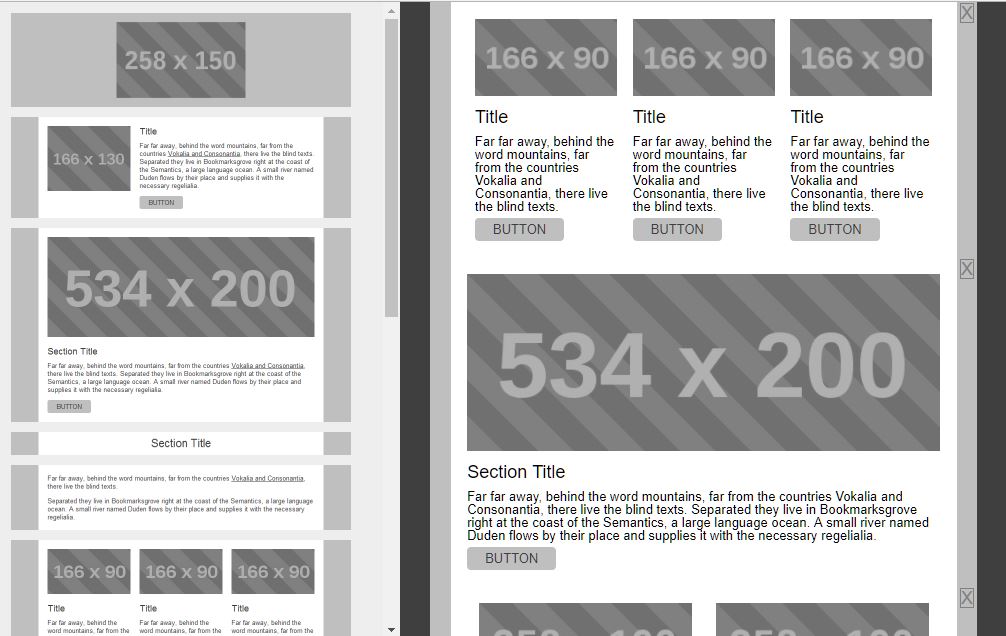 258 x 150
166 x 130
Title
Far far away, behind the word mountains, far from the
countries Vokalia and Consonantia, there live the blind texts.
Separated they live in Bookmarksgrove right at the coast of
the Semantics, a large language ocean. A small river named
Duden flows by their place and supplies it with the
necessary regelialia.
BUTTON
534 x 200
Section Title
Far far away, behind the word mountains, far from the countries Vokalia and Consonantia,
there live the blind texts. Separated they live in Bookmarksgrove right at the coast of the
Semantics, a large language ocean. A small river named Duden flows by their place and
supplies it with the necessary regelialia.
BUTTON
Section Title
Far far away, behind the word mountains, far from the countries Vokalia and Consonantia,
there live the blind texts.
Separated they live in Bookmarksgrove right at the coast of the Semantics, a large language
ocean. A small river named Duden flows by their place and supplies it with the necessary
regelialia.
166 x 90 166 x 90 166 x 90
Title Title Title
Far far away, behind the Far far away, behind the Far far away, behind the
word mountains, far from the word mountains, far from the word mountains, far from the
X
166 x 90 166 x 90 166 x 90
Title Title Title
Far far away, behind the Far far away, behind the Far far away, behind the
word mountains, far word mountains, far word mountains, far
from the countries from the countries from the countries
Vokalia and Vokalia and Vokalia and
Consonantia, there live Consonantia, there live Consonantia, there live
the blind texts. the blind texts. the blind texts.
BUTTON BUTTON BUTTON
X
534 x 200
Section Title
Far far away, behind the word mountains, far from the countries Vokalia and
Consonantia, there live the blind texts. Separated they live in Bookmarksgrove
right at the coast of the Semantics, a large language ocean. A small river named
Duden flows by their place and supplies it with the necessary regelialia.
BUTTON
X